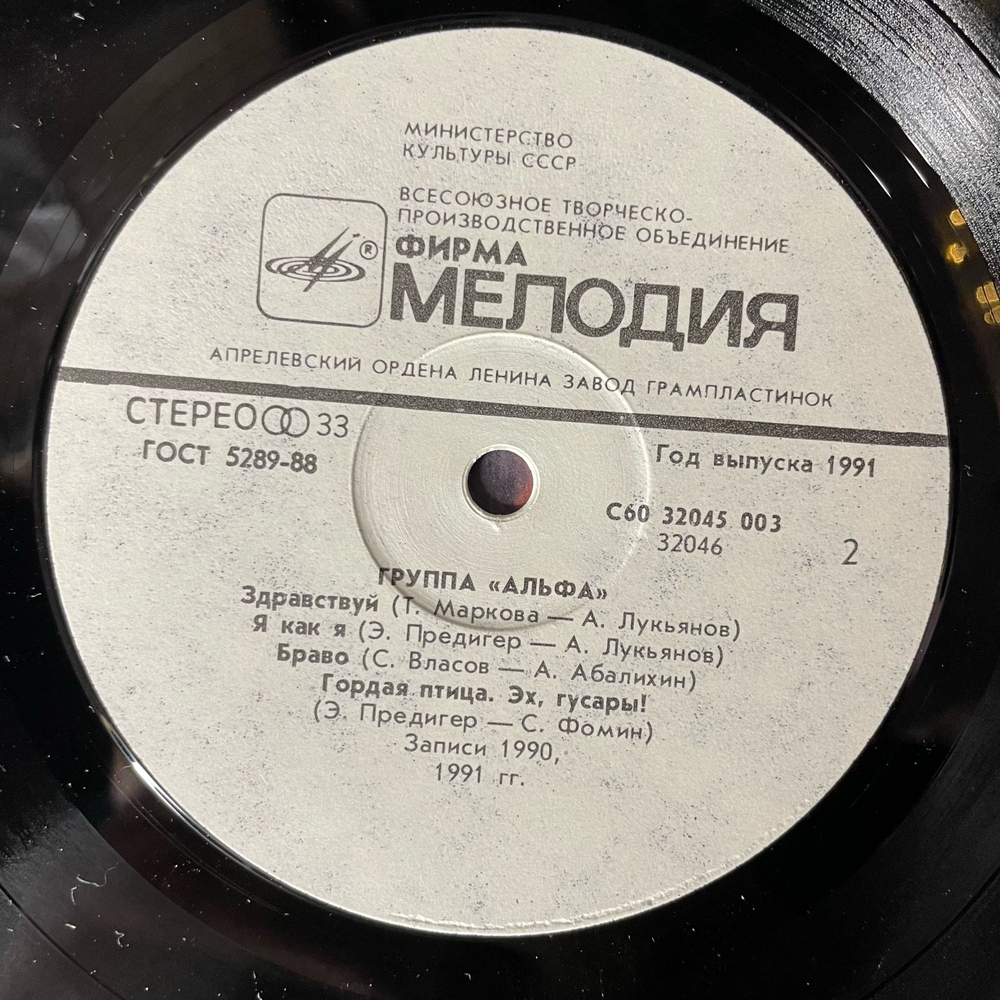 МИНИСТЕРСТВО
КУЛЬТУРЫ СССР
ВСЕСОЮЗНОЕ ТВОРЧЕСКО-
ПРОИЗВОДСТВЕННОЕ ОБЪЕДИНЕНИЕ
®
ФИРМА
МЕЛОДИЯ
АПРЕЛЕВСКИЙ ОРДЕНА ЛЕНИНА ЗАВОД ГРАМПЛАСТИНОК
СТЕРЕО 33
ГОСТ 5289-88
Год выпуска 1991
С60 32045 003
32046
2
ГРУППА «АЛЬФА»
Здравствуй (Т. Маркова — А. Лукьянов)
Я как я (Э. Предигер — А. Лукьянов)
Браво (С. Власов — А. Абалихин)
Гордая птица. Эх, гусары!
(Э. Предигер — С. Фомин)
Записи 1990,
1991 гг.